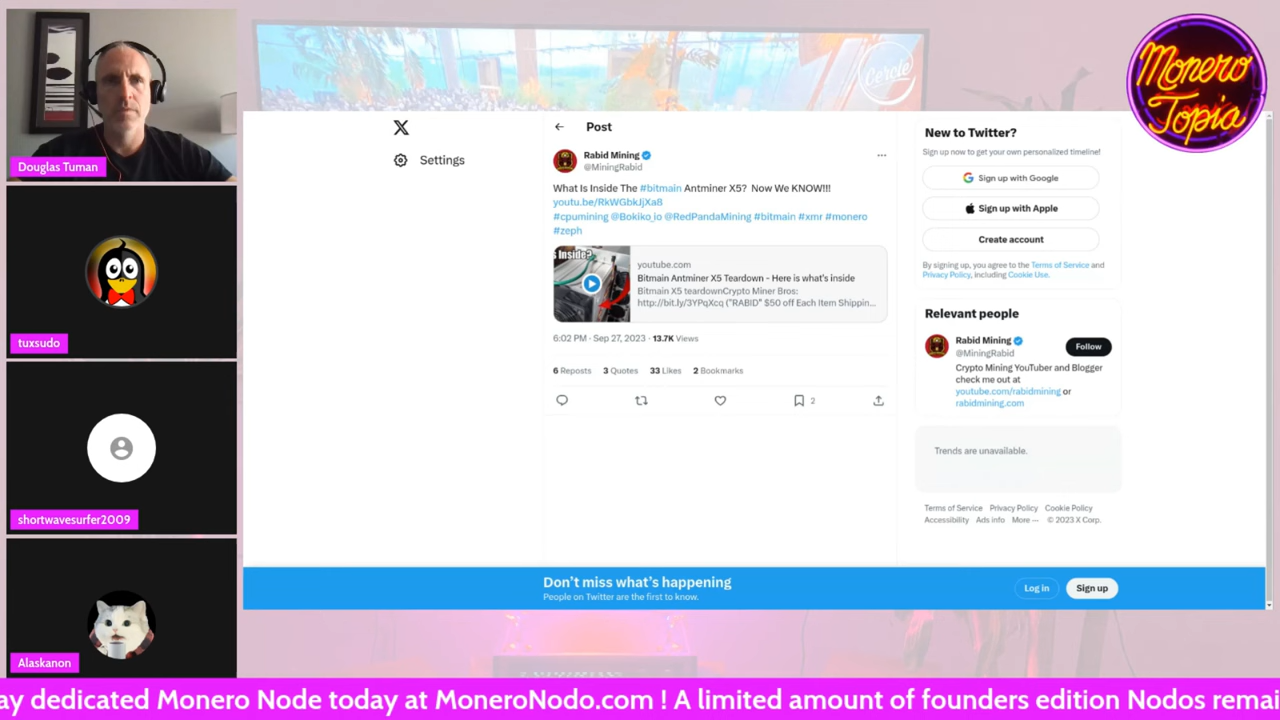 Douglas Tuman
tuxsudo
shortwavesurfer2009
Alaskanon
Cercle
Monero
Topia
Settings
Post
Rabid Mining
@MiningRabid
What Is Inside The #bitmain Antminer X5? Now We KNOW!!!
youtu.be/RkWGbkJjXa8
#cpumining @Bokiko_io @RedPandaMining #bitmain #xmr #monero
#zeph
s Inside?
youtube.com
Bitmain Antminer X5 Teardown - Here is what's inside
Bitmain X5 teardownCrypto Miner Bros:
http://bit.ly/3YPqXcq ("RABID" $50 off Each Item Shippin...
6:02 PM · Sep 27, 2023 · 13.7K Views
6 Reposts 3 Quotes 33 Likes 2 Bookmarks
2
New to Twitter?
Sign up now to get your own personalized timeline!
Sign up with Google
Sign up with Apple
Create account
By signing up, you agree to the Terms of Service and
Privacy Policy, including Cookie Use.
Relevant people
Rabid Mining
@MiningRabid
Follow
Crypto Mining YouTuber and Blogger
check me out at
youtube.com/rabidmining or
rabidmining.com
Trends are unavailable.
Terms of Service Privacy Policy Cookie Policy
Accessibility Ads info More ··· © 2023 X Corp.
Don't miss what's happening
People on Twitter are the first to know.
Log in
Sign up
ay dedicated Monero Node today at MoneroNodo.com ! A limited amount of founders edition Nodos remai